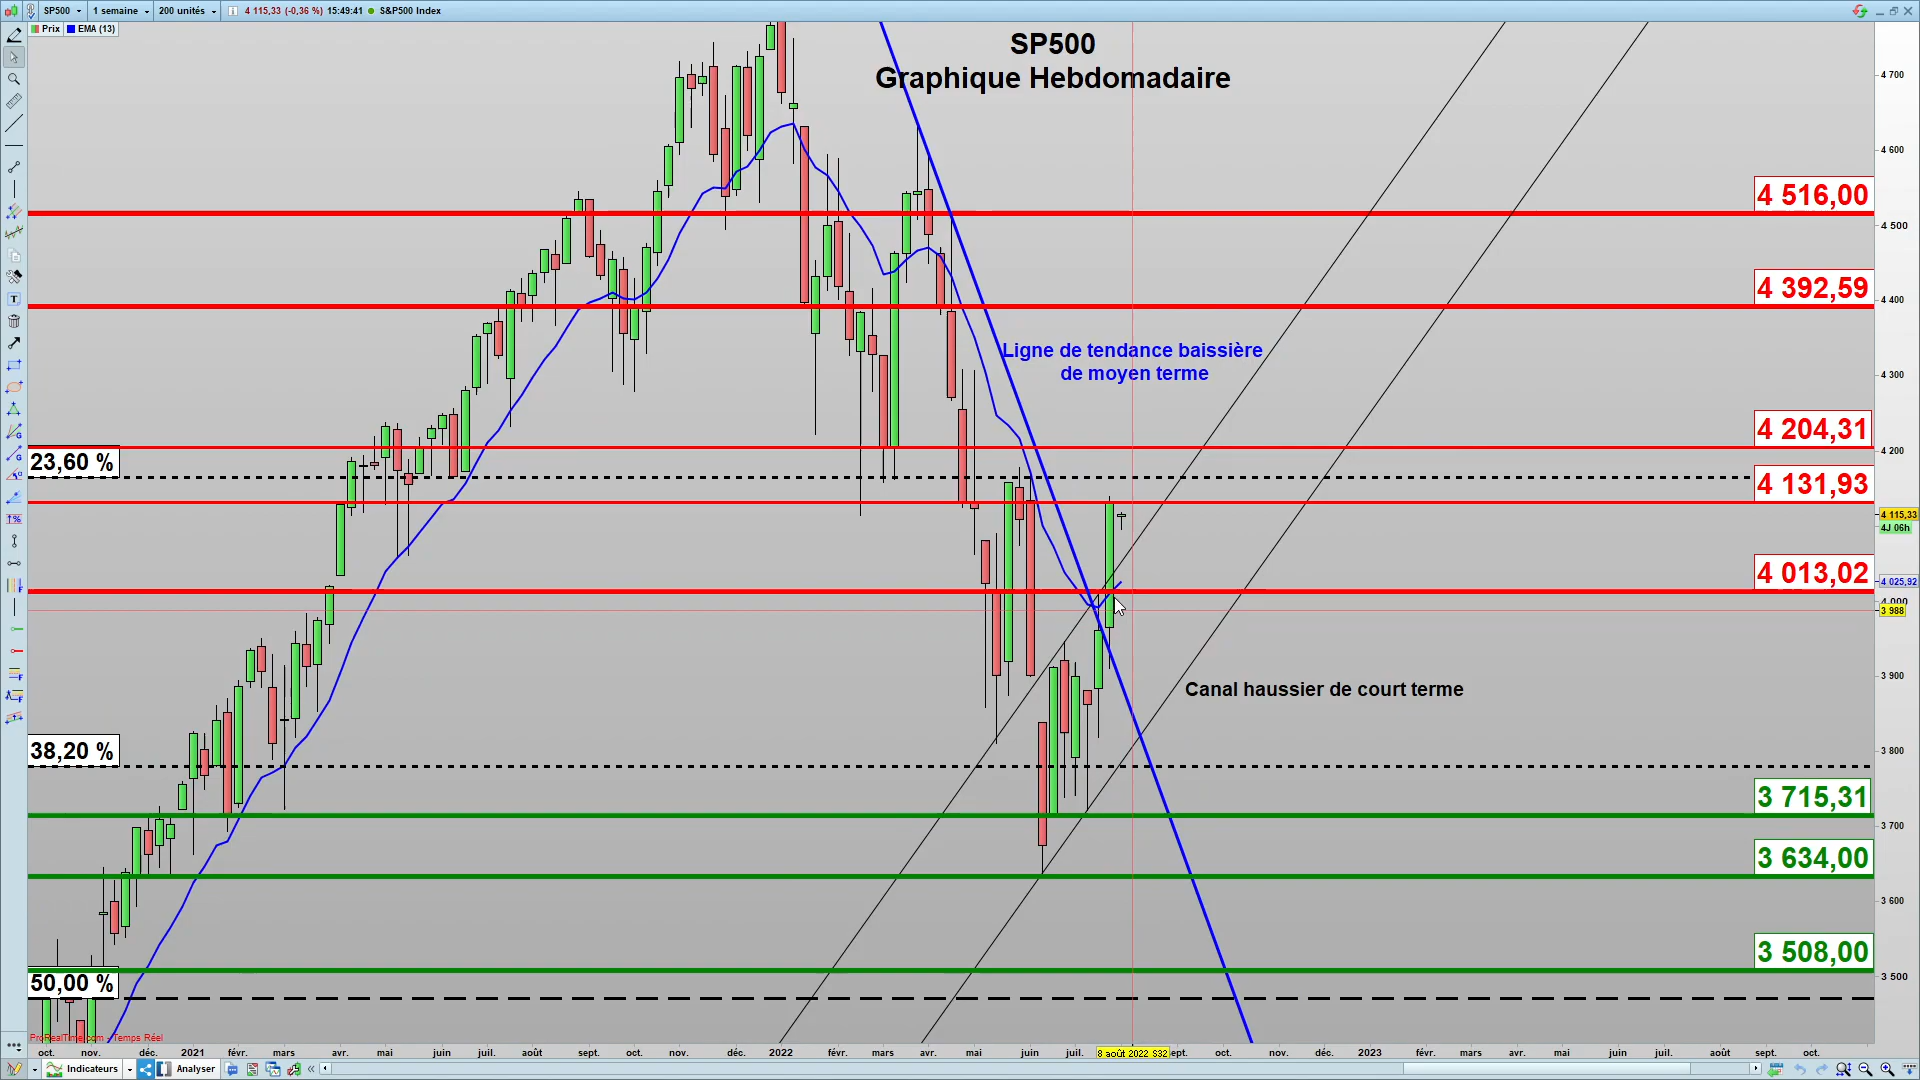 SP500 1 semaine 200 unités 4 115,33 (-0,36 %) 15:49:41 S&P500 Index
Prix EMA (13)
SP500
Graphique Hebdomadaire
4 700
4 600
4 516,00
4 500
4 392,59
4 400
Ligne de tendance baissière
de moyen terme
4 300
4 204,31
4 200
23,60 %
4 131,93
4 115,33
4J 06h
4 013,02
4 025,92
4 000
3 988
Canal haussier de court terme
3 900
38,20 %
3 800
3 715,31
3 700
3 634,00
3 600
3 508,00
3 500
50,00 %
ProRealTime.com - Temps Réel
oct. nov. déc. 2021 févr. mars avr. mai juin juil. août sept. oct. nov. déc. 2022 févr. mars avr. mai juin juil. 8 août 2022 S32 ept. oct. nov. déc. 2023 févr. mars avr. mai juin juil. août sept. oct.
Indicateurs Analyser